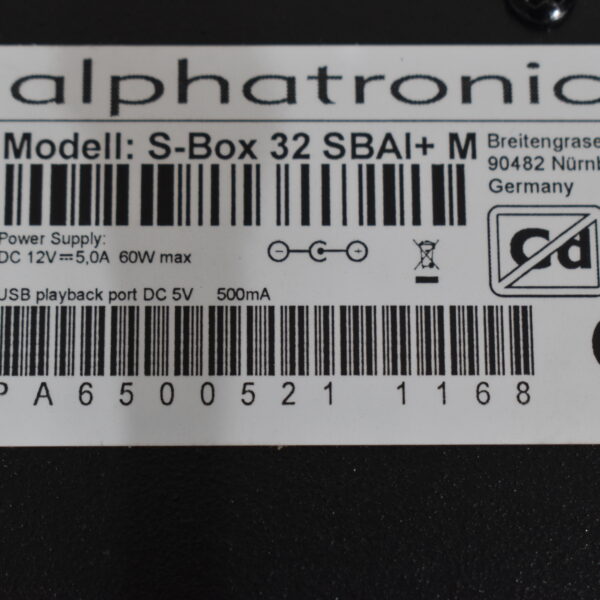 alphatronic
Modell: S-Box 32 SBAI+ M
Breitengrase
90482 Nürnb
Germany
Power Supply:
DC 12V⎓5,0A 60W max
Cd
USB playback port DC 5V 500mA
PA6500521 1168